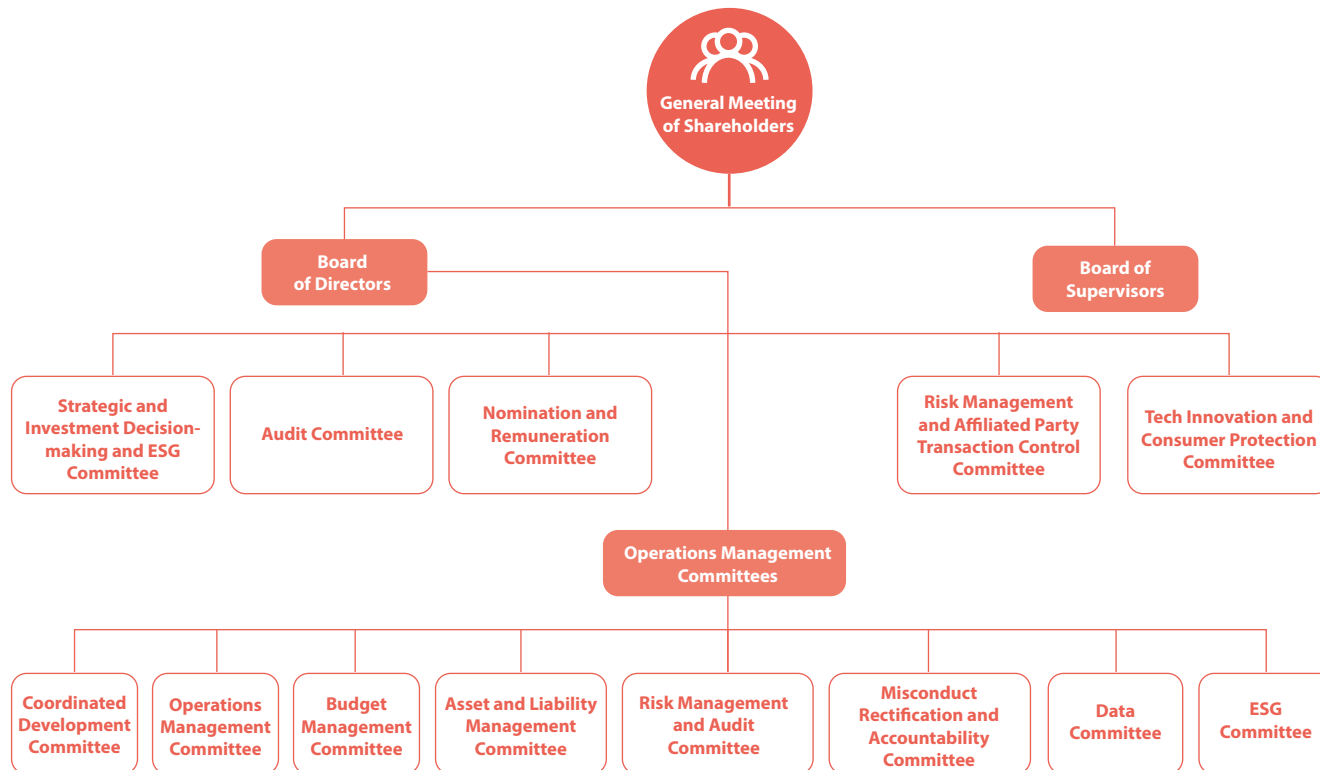 General Meeting
of Shareholders
Board
of Directors
Board of
Supervisors
Strategic and
Investment Decision-
making and ESG
Committee
Audit Committee
Nomination and
Remuneration
Committee
Risk Management
and Affiliated Party
Transaction Control
Committee
Tech Innovation and
Consumer Protection
Committee
Operations Management
Committees
Coordinated
Development
Committee
Operations
Management
Committee
Budget
Management
Committee
Asset and Liability
Management
Committee
Risk Management
and Audit
Committee
Misconduct
Rectification and
Accountability
Committee
Data
Committee
ESG
Committee